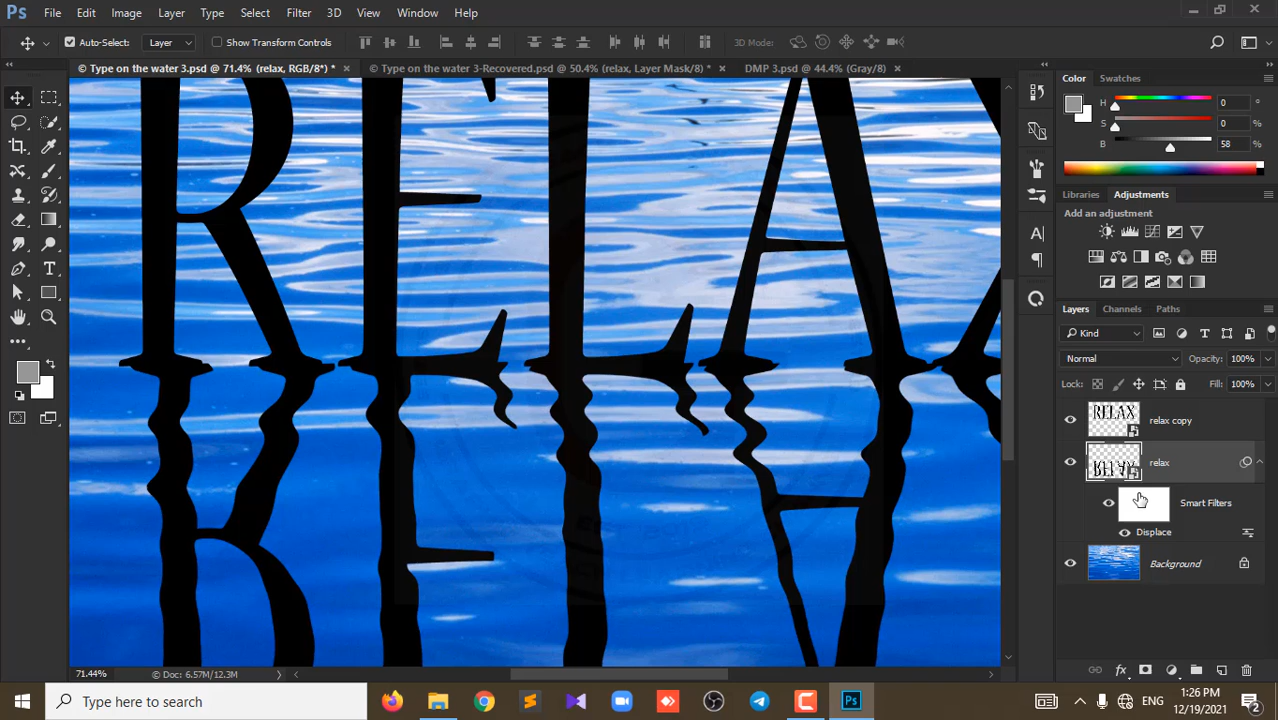 Ps File Edit Image Layer Type Select Filter 3D View Window Help
Auto-Select: Layer Show Transform Controls 3D Mode:
Type on the water 3.psd @ 71.4% (relax, RGB/8*) * × Type on the water 3-Recovered.psd @ 50.4% (relax, Layer Mask/8) * × DMP 3.psd @ 44.4% (Gray/8) ×
Color Swatches
H 0 °
S 0 %
B 58 %
Libraries Adjustments
Add an adjustment
Layers Channels Paths
Kind
Normal Opacity: 100%
Lock: Fill: 100%
RELAX relax copy
relax
Smart Filters
Displace
Background
RELA
71.44% Doc: 6.57M/12.3M
Type here to search
Ps
ENG
1:26 PM
12/19/2021
2